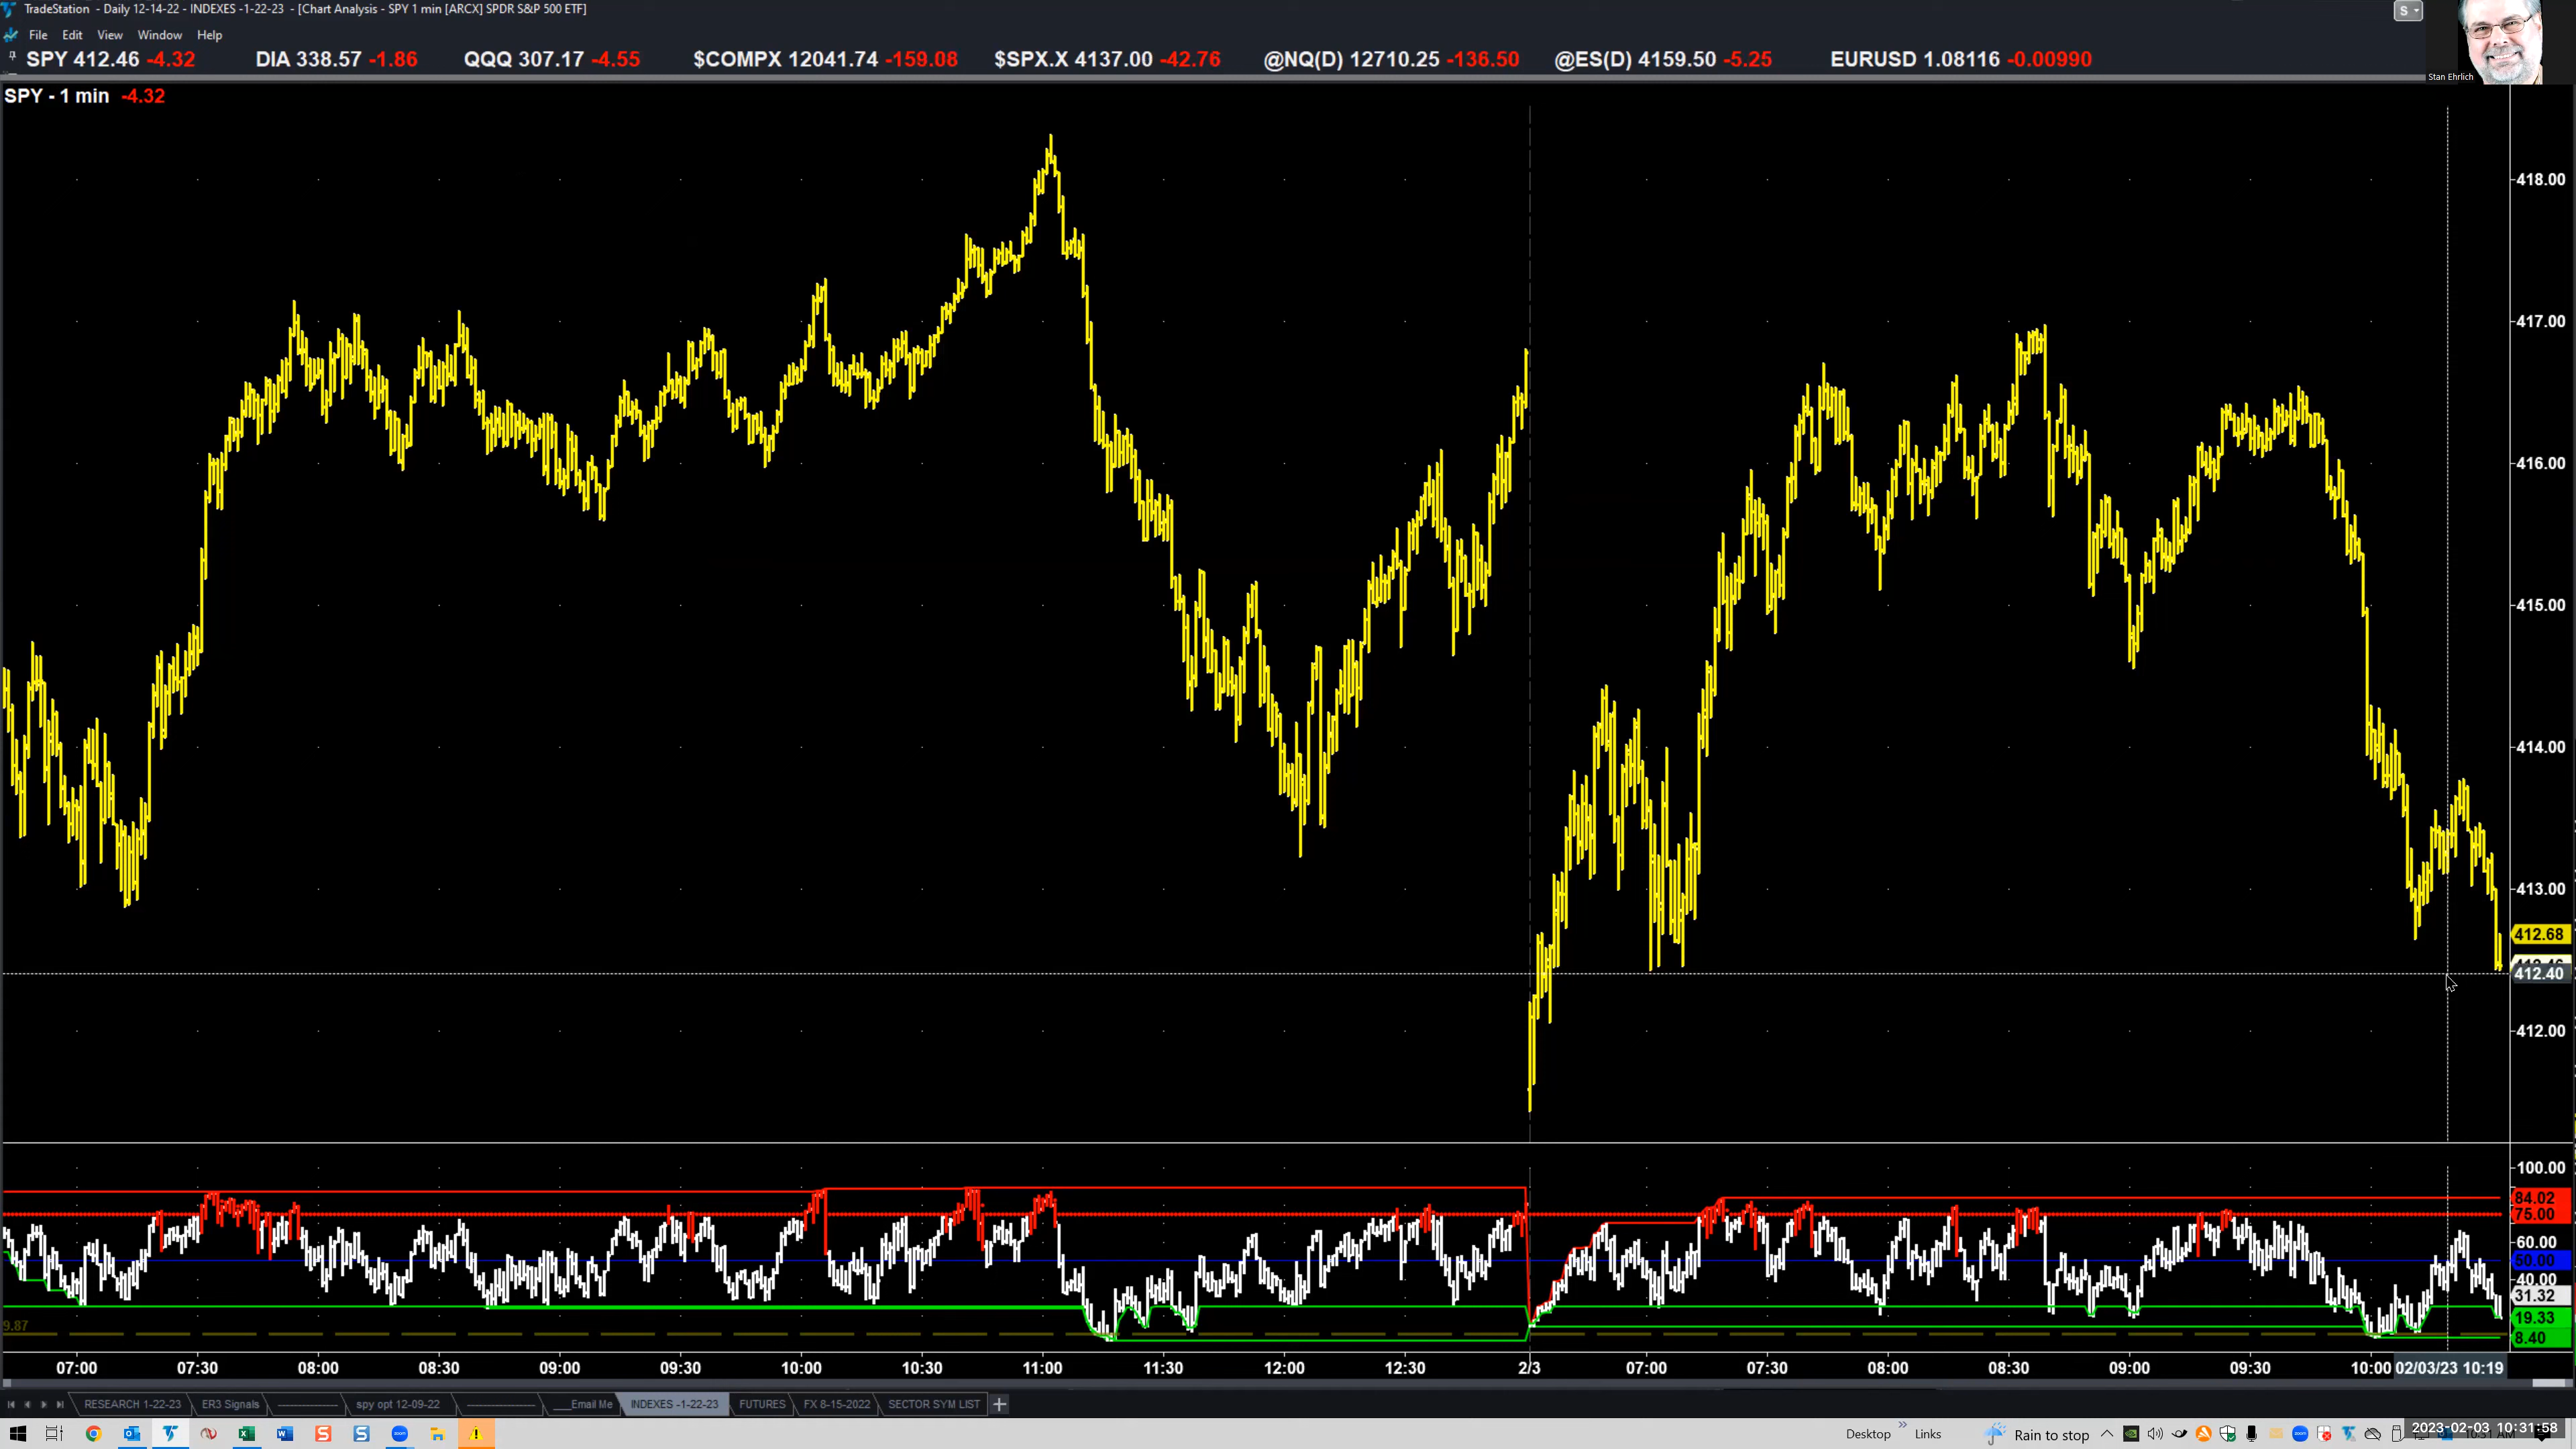 TradeStation - Daily 12-14-22 - INDEXES -1-22-23 - [Chart Analysis - SPY 1 min [ARCX] SPDR S&P 500 ETF]
S
File Edit View Window Help
SPY 412.46 -4.32 DIA 338.57 -1.86 QQQ 307.17 -4.55 $COMPX 12041.74 -159.08 $SPX.X 4137.00 -42.76 @NQ(D) 12710.25 -136.50 @ES(D) 4159.50 -5.25 EURUSD 1.08116 -0.00990
Stan Ehrlich
SPY - 1 min -4.32
418.00
417.00
416.00
415.00
414.00
413.00
412.68
412.40
412.00
100.00
84.02
75.00
60.00
50.00
40.00
31.32
19.33
9.87
8.40
07:00 07:30 08:00 08:30 09:00 09:30 10:00 10:30 11:00 11:30 12:00 12:30 2/3 07:00 07:30 08:00 08:30 09:00 09:30 10:00 02/03/23 10:19
RESEARCH 1-22-23 ER3 Signals spy opt 12-09-22 ___Email Me INDEXES -1-22-23 FUTURES FX 8-15-2022 SECTOR SYM LIST +
Desktop Links Rain to stop 2023-02-03 10:31:58